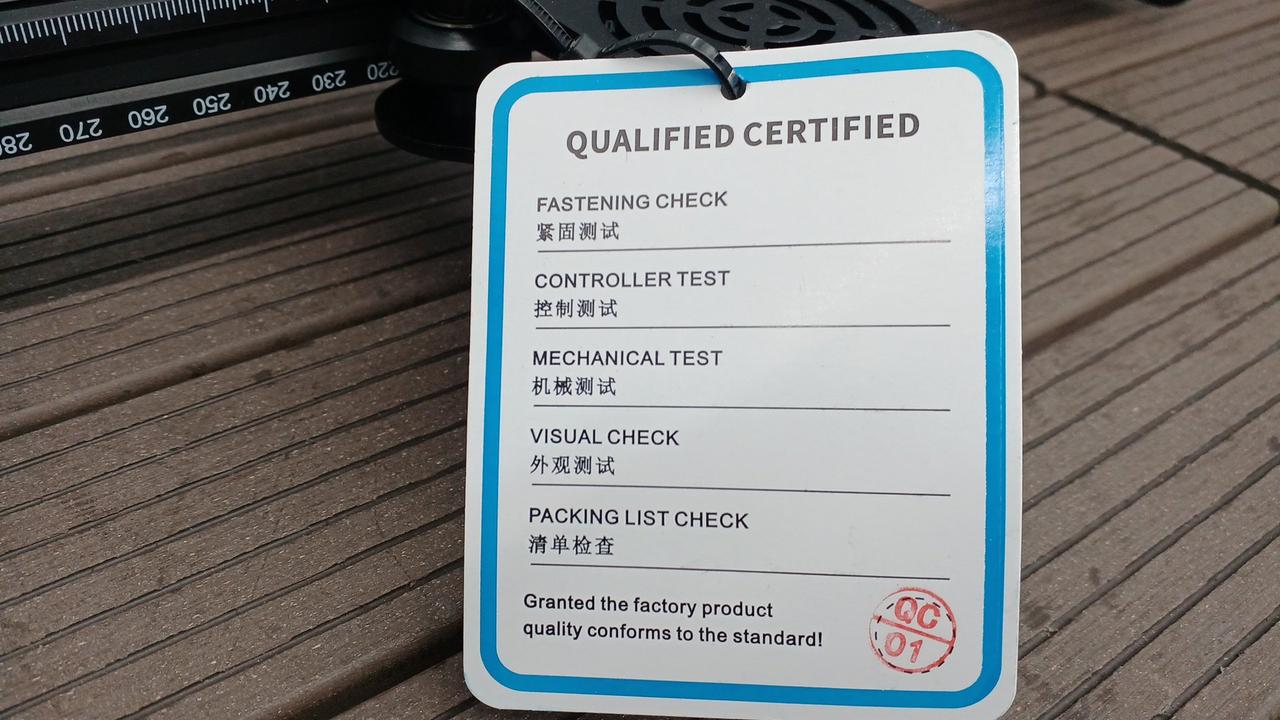 280 270 260 250 240 230 220
QUALIFIED CERTIFIED
FASTENING CHECK
紧固测试
CONTROLLER TEST
控制测试
MECHANICAL TEST
机械测试
VISUAL CHECK
外观测试
PACKING LIST CHECK
清单检查
Granted the factory product
quality conforms to the standard!
QC
01